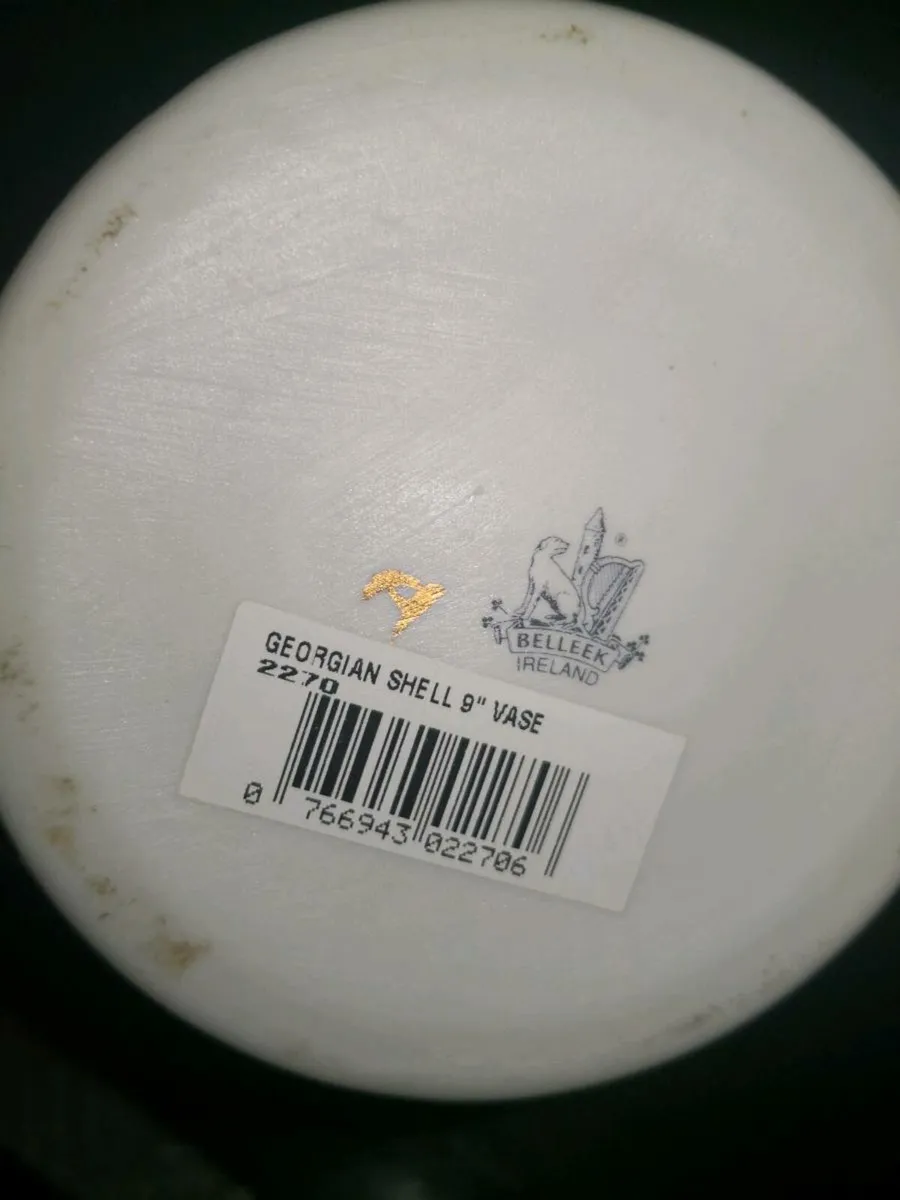 ®
BELLEEK
IRELAND
GEORGIAN SHELL 9" VASE
2270
0 766943 022706